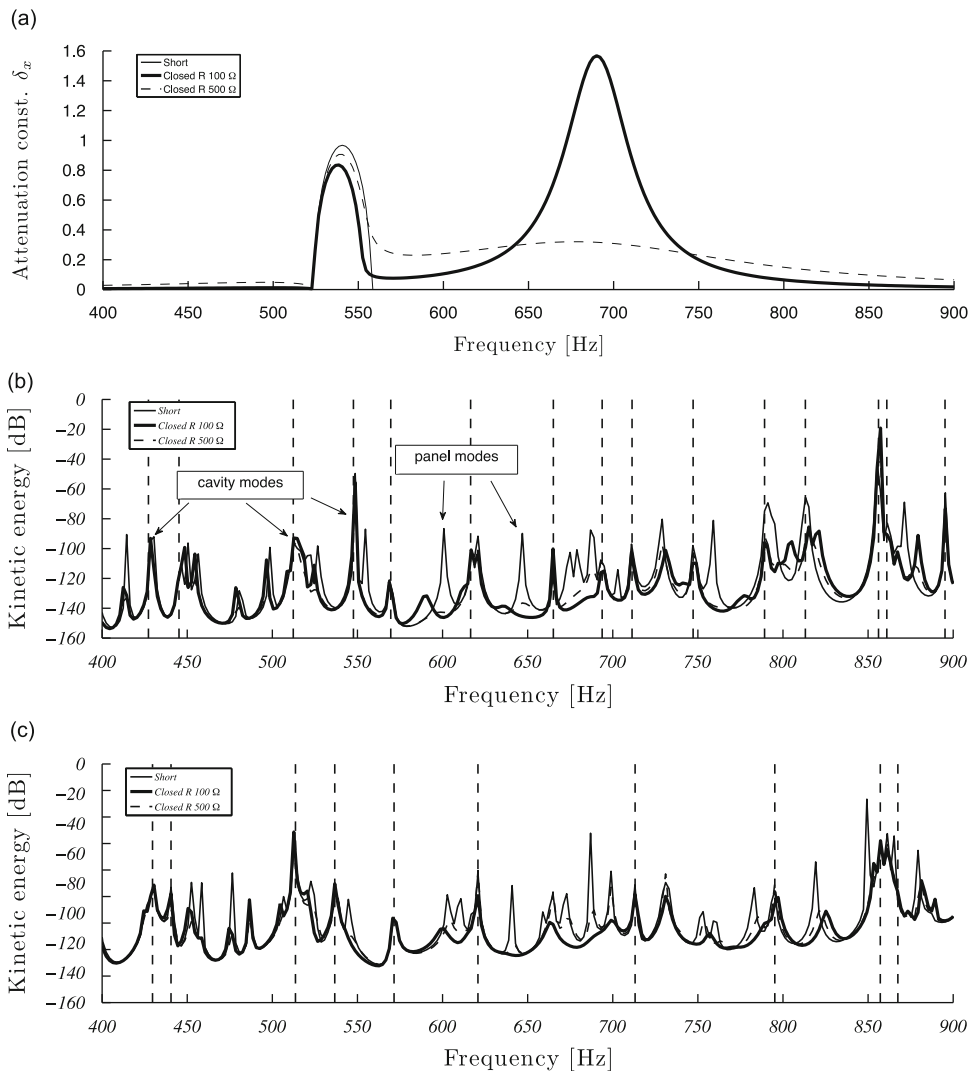 (a)
Attenuation const. δx
1.6
1.4
1.2
1
0.8
0.6
0.4
0.2
0
Short
Closed R 100 Ω
Closed R 500 Ω
400 450 500 550 600 650 700 750 800 850 900
Frequency [Hz]
(b)
Kinetic energy [dB]
0
−20
−40
−60
−80
−100
−120
−140
−160
Short
Closed R 100 Ω
Closed R 500 Ω
cavity modes
panel modes
400 450 500 550 600 650 700 750 800 850 900
Frequency [Hz]
(c)
Kinetic energy [dB]
0
−20
−40
−60
−80
−100
−120
−140
−160
Short
Closed R 100 Ω
Closed R 500 Ω
400 450 500 550 600 650 700 750 800 850 900
Frequency [Hz]